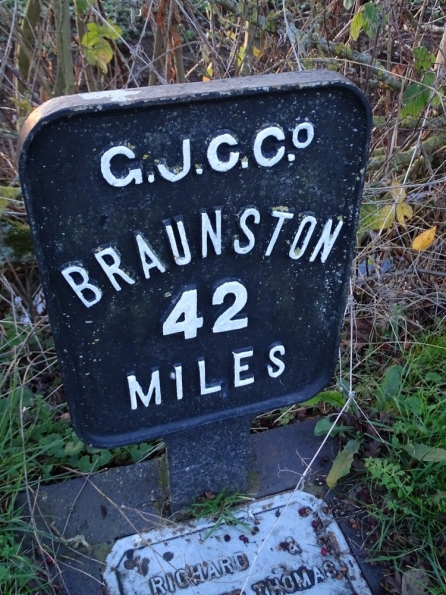 G.J.C.Cº
BRAUNSTON
42
MILES
RICHARD &
THOMAS